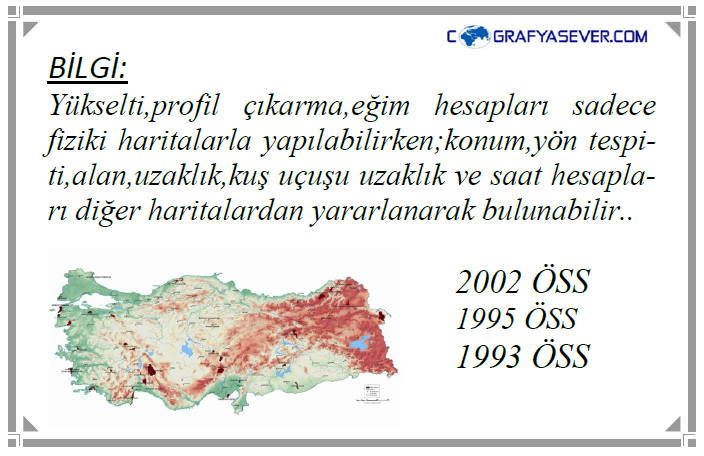 C GRAFYASEVER.COM
BİLGİ:
Yükselti,profil çıkarma,eğim hesapları sadece
fiziki haritalarla yapılabilirken;konum,yön tespi-
ti,alan,uzaklık,kuş uçuşu uzaklık ve saat hesapla-
rı diğer haritalardan yararlanarak bulunabilir..
2002 ÖSS
1995 ÖSS
1993 ÖSS